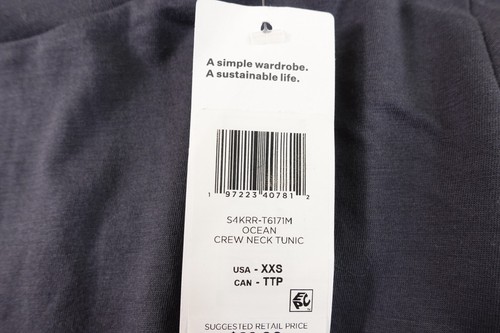 A simple wardrobe.
A sustainable life.
1 97223 40781 2
S4KRR-T6171M
OCEAN
CREW NECK TUNIC
USA - XXS
CAN - TTP
SUGGESTED RETAIL PRICE